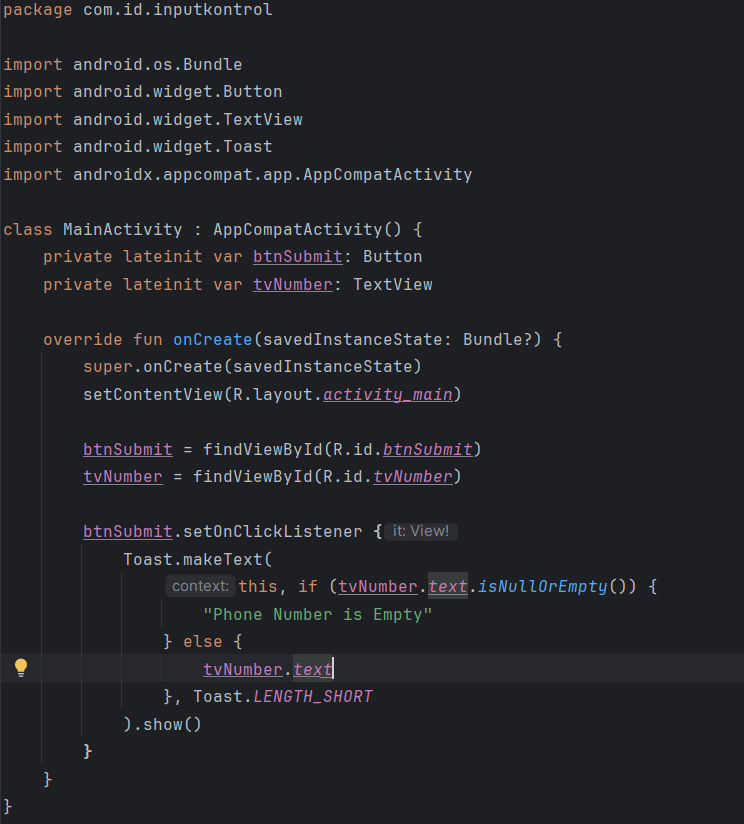 package com.id.inputkontrol
import android.os.Bundle
import android.widget.Button
import android.widget.TextView
import android.widget.Toast
import androidx.appcompat.app.AppCompatActivity
class MainActivity : AppCompatActivity() {
    private lateinit var btnSubmit: Button
    private lateinit var tvNumber: TextView
    override fun onCreate(savedInstanceState: Bundle?) {
        super.onCreate(savedInstanceState)
        setContentView(R.layout.activity_main)
        btnSubmit = findViewById(R.id.btnSubmit)
        tvNumber = findViewById(R.id.tvNumber)
        btnSubmit.setOnClickListener { it: View!
            Toast.makeText(
                context: this, if (tvNumber.text.isNullOrEmpty()) {
                    "Phone Number is Empty"
                } else {
                    tvNumber.text
                }, Toast.LENGTH_SHORT
            ).show()
        }
    }
}